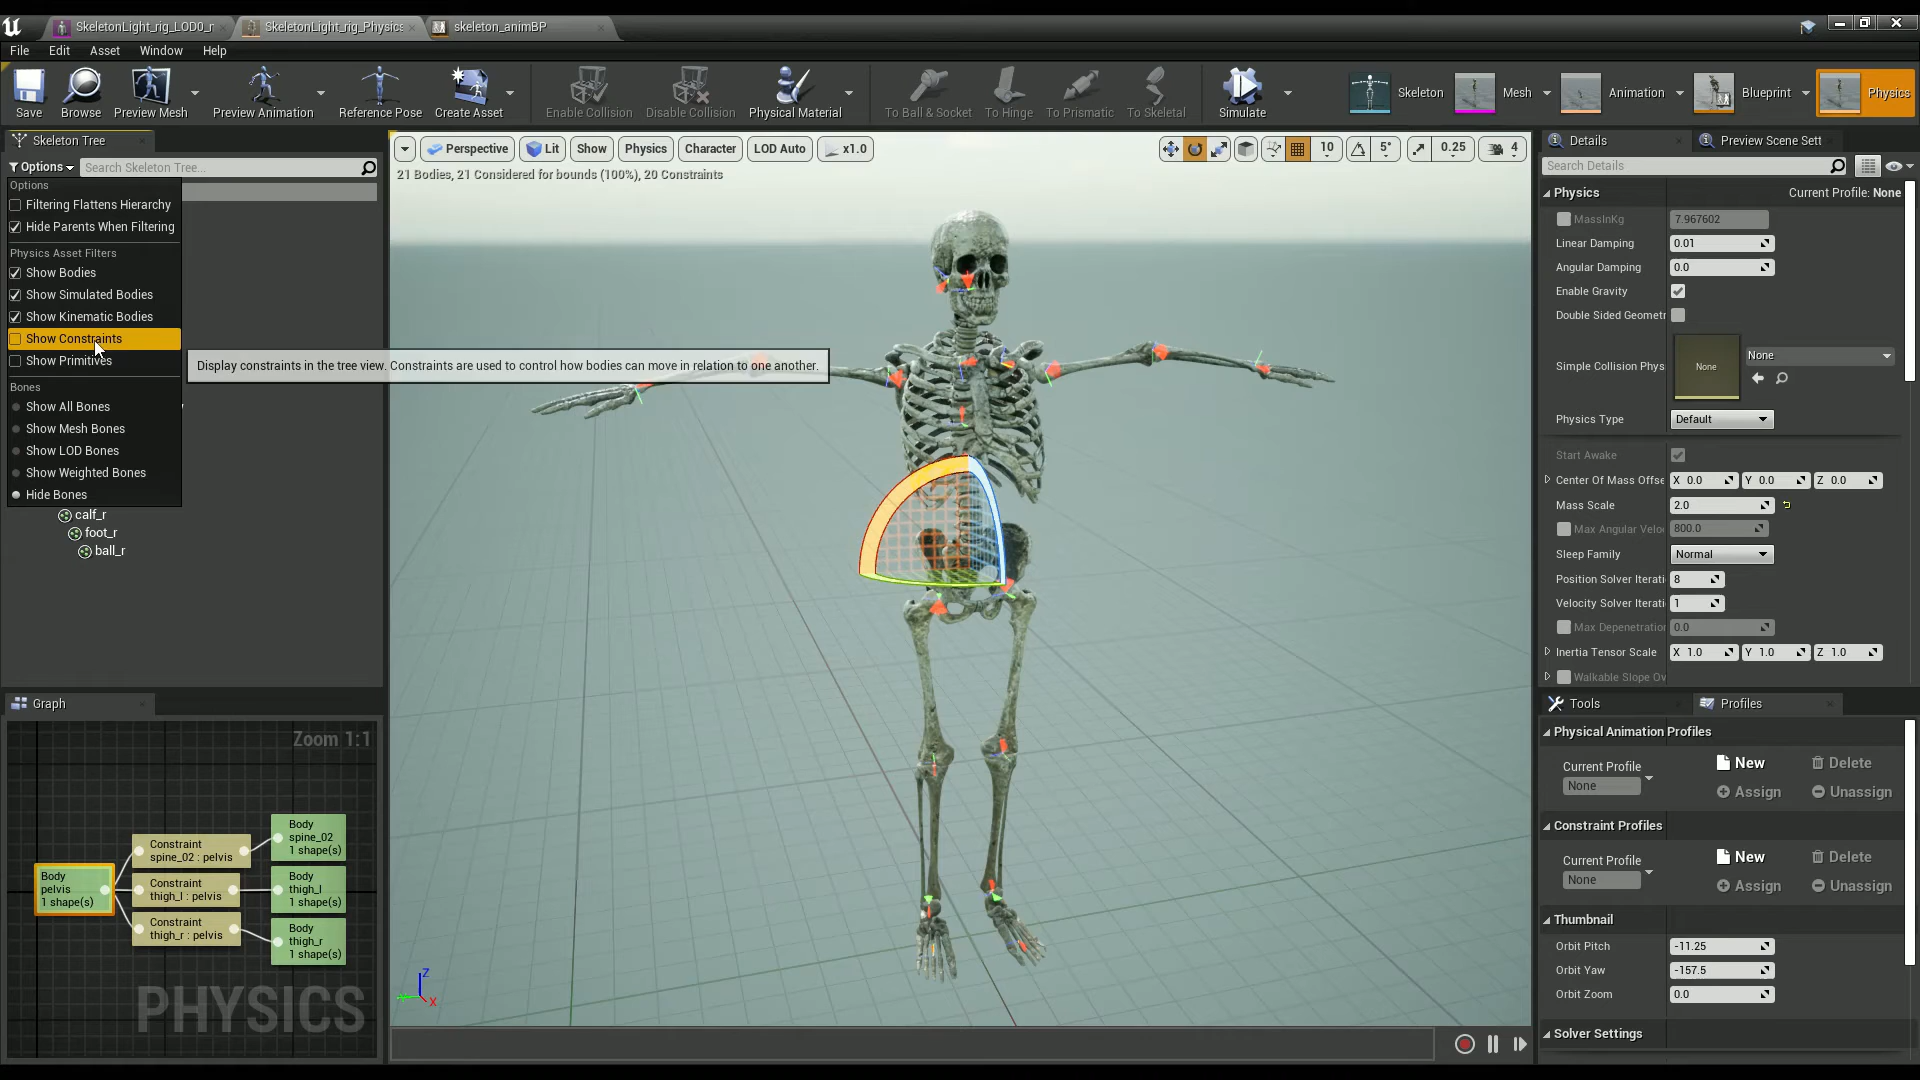 SkeletonLight_rig_LOD0_r
SkeletonLight_rig_Physics
skeleton_animBP
File Edit Asset Window Help
Save
Browse
Preview Mesh
Preview Animation
Reference Pose
Create Asset
Enable Collision
Disable Collision
Physical Material
To Ball & Socket
To Hinge
To Prismatic
To Skeletal
Simulate
Skeleton
Mesh
Animation
Blueprint
Physics
Skeleton Tree
Options
Search Skeleton Tree...
Options
Filtering Flattens Hierarchy
Hide Parents When Filtering
Physics Asset Filters
Show Bodies
Show Simulated Bodies
Show Kinematic Bodies
Show Constraints
Show Primitives
Bones
Show All Bones
Show Mesh Bones
Show LOD Bones
Show Weighted Bones
Hide Bones
calf_r
foot_r
ball_r
Display constraints in the tree view. Constraints are used to control how bodies can move in relation to one another.
Perspective
Lit
Show
Physics
Character
LOD Auto
x1.0
10
5°
0.25
4
21 Bodies, 21 Considered for bounds (100%), 20 Constraints
Z
X
Graph
Zoom 1:1
Body
pelvis
1 shape(s)
Constraint
spine_02 : pelvis
Constraint
thigh_l : pelvis
Constraint
thigh_r : pelvis
Body
spine_02
1 shape(s)
Body
thigh_l
1 shape(s)
Body
thigh_r
1 shape(s)
PHYSICS
Details
Preview Scene Sett
Search Details
Physics
Current Profile: None
MassInKg 7.967602
Linear Damping 0.01
Angular Damping 0.0
Enable Gravity
Double Sided Geometr
Simple Collision Phys
None
None
Physics Type Default
Start Awake
Center Of Mass Offse X 0.0 Y 0.0 Z 0.0
Mass Scale 2.0
Max Angular Velo 800.0
Sleep Family Normal
Position Solver Iterati 8
Velocity Solver Iterati 1
Max Depenetration 0.0
Inertia Tensor Scale X 1.0 Y 1.0 Z 1.0
Walkable Slope Ov
Tools
Profiles
Physical Animation Profiles
Current Profile
None
New
Delete
Assign
Unassign
Constraint Profiles
Current Profile
None
New
Delete
Assign
Unassign
Thumbnail
Orbit Pitch -11.25
Orbit Yaw -157.5
Orbit Zoom 0.0
Solver Settings